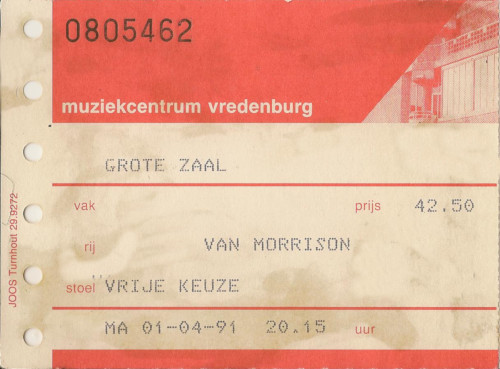 0805462
muziekcentrum vredenburg
GROTE ZAAL
vak prijs 42.50
rij VAN MORRISON
stoel VRIJE KEUZE
MA 01-04-91 20.15 uur
JOOS Turnhout 29.9272